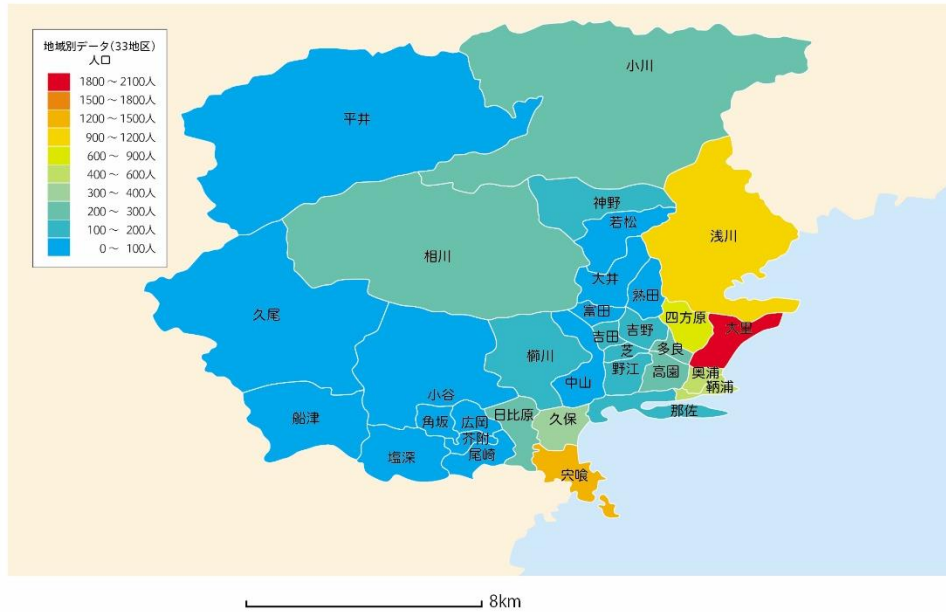 地域別データ(33地区)
人口
1800～2100人
1500～1800人
1200～1500人
900～1200人
600～ 900人
400～ 600人
300～ 400人
200～ 300人
100～ 200人
0～ 100人
小川
平井
神野
若松
浅川
相川
大井
熟田
久尾
富田
四方原
大里
吉田
吉野
櫛川
芝
多良
野江
高園
奥浦
鞆浦
中山
小谷
那佐
船津
角坂
広岡
日比原
久保
芥附
塩深
尾崎
宍喰
8km